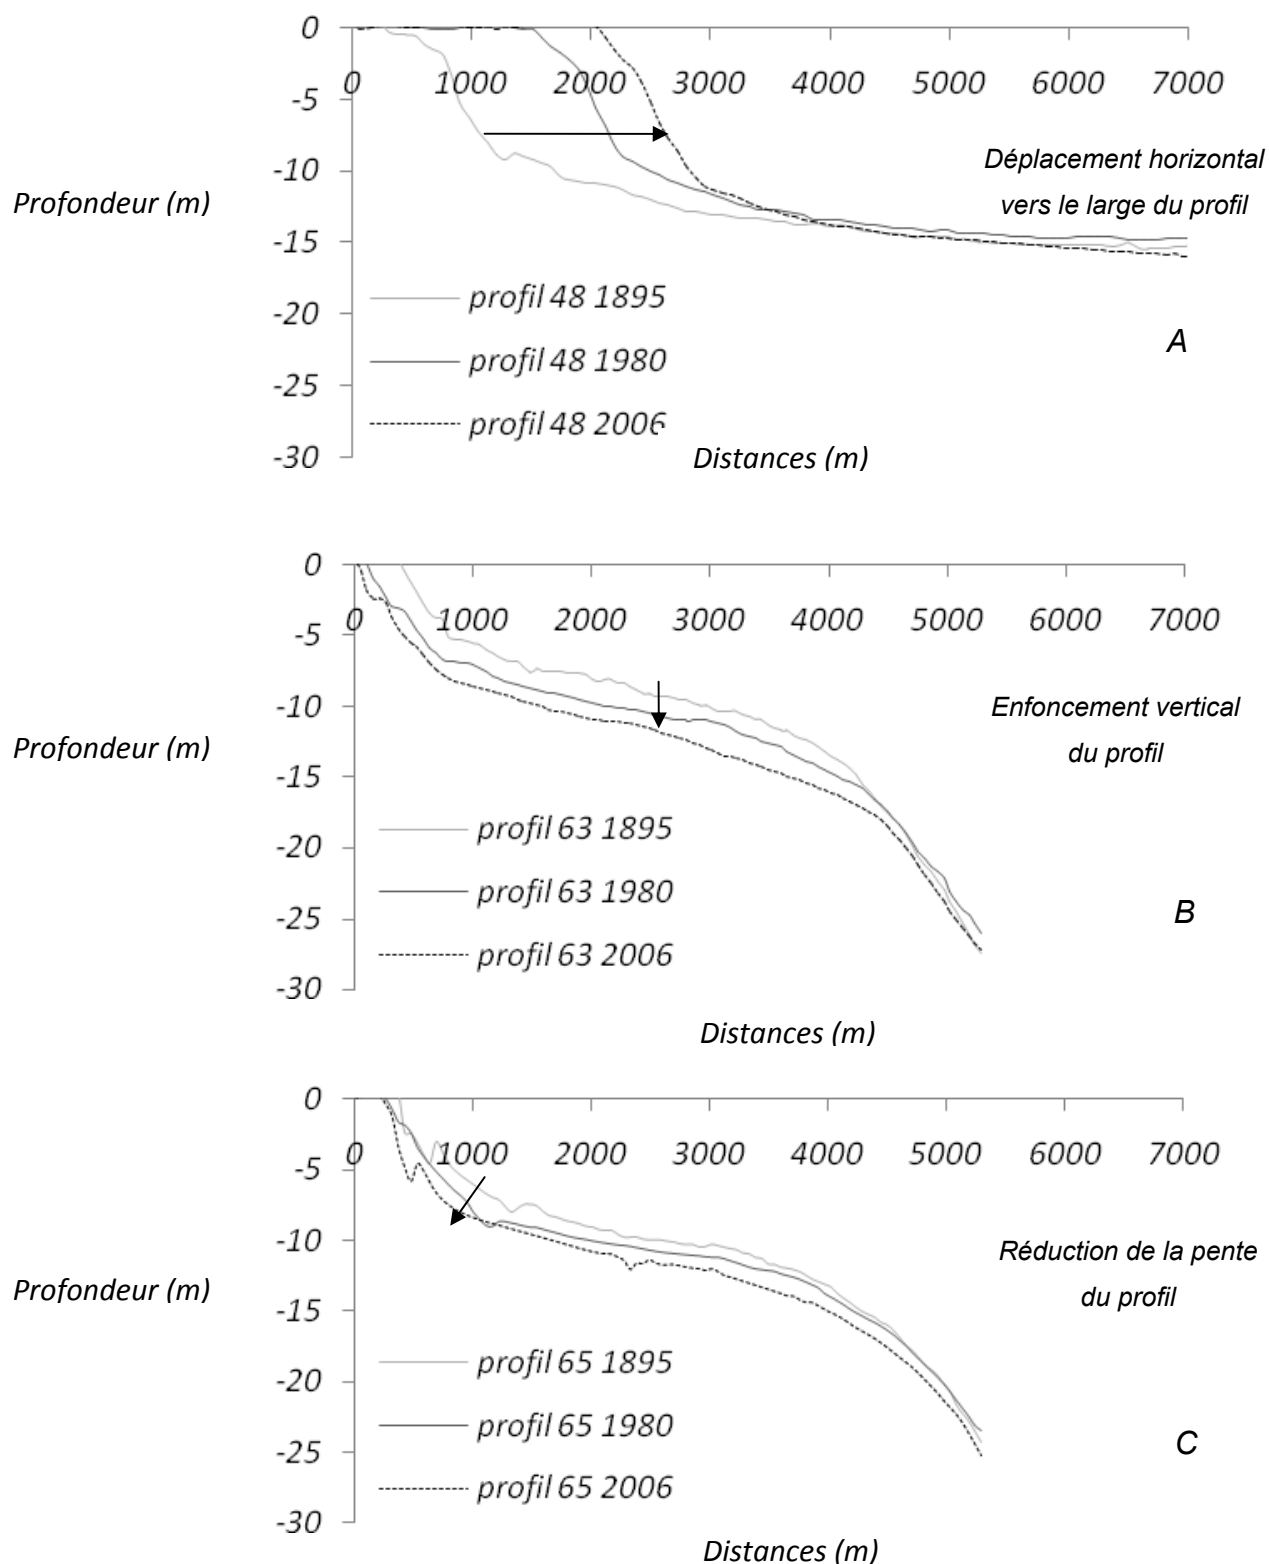 0
0 1000 2000 3000 4000 5000 6000 7000
-5
-10
-15
-20
-25
-30
Profondeur (m)
Déplacement horizontal
vers le large du profil
profil 48 1895
profil 48 1980
profil 48 2006
A
Distances (m)
0
0 1000 2000 3000 4000 5000 6000 7000
-5
-10
-15
-20
-25
-30
Profondeur (m)
Enfoncement vertical
du profil
profil 63 1895
profil 63 1980
profil 63 2006
B
Distances (m)
0
0 1000 2000 3000 4000 5000 6000 7000
-5
-10
-15
-20
-25
-30
Profondeur (m)
Réduction de la pente
du profil
profil 65 1895
profil 65 1980
profil 65 2006
C
Distances (m)